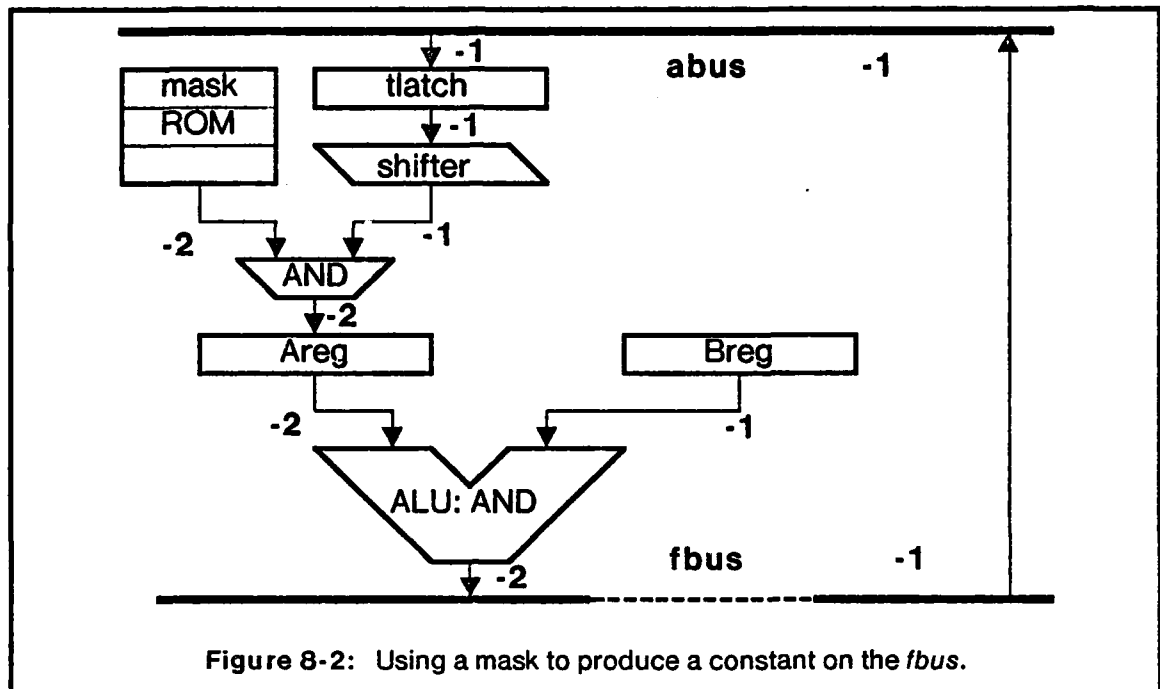 -1
abus -1
mask
tlatch
ROM
-1
shifter
-2
-1
AND
-2
Areg
Breg
-2
-1
ALU: AND
fbus -1
-2
Figure 8-2: Using a mask to produce a constant on the fbus.